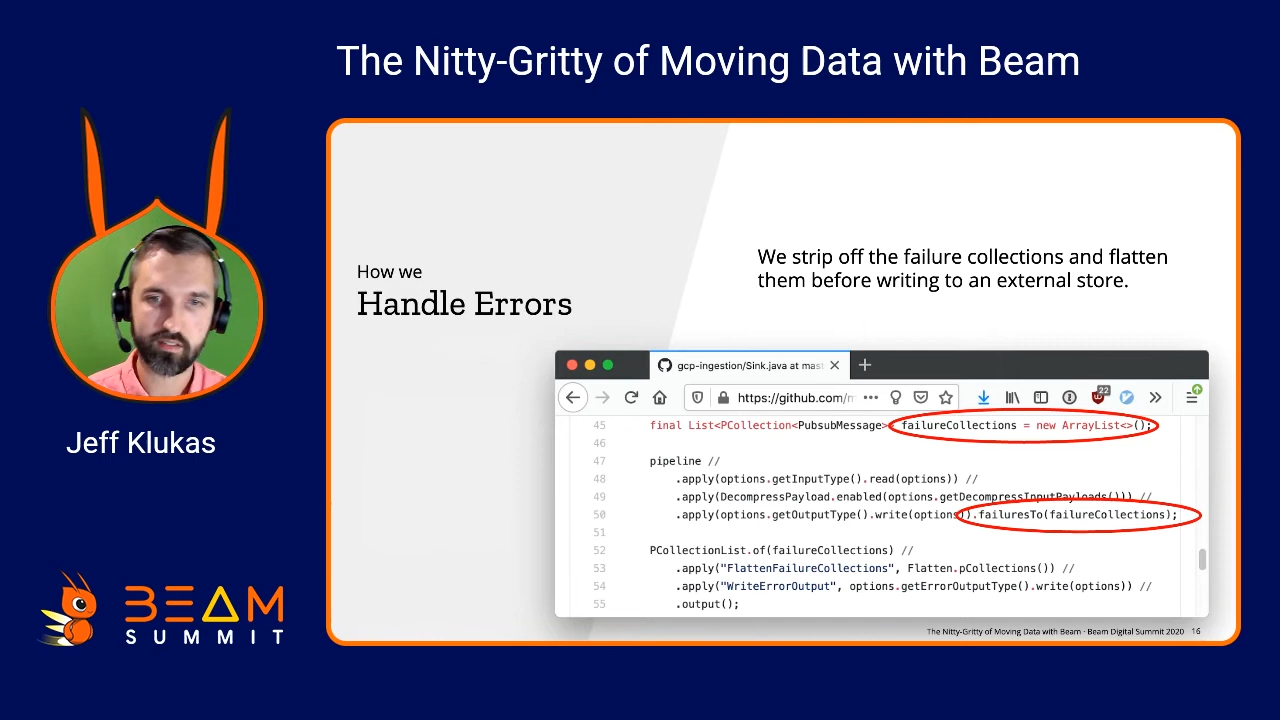 The Nitty-Gritty of Moving Data with Beam
How we
Handle Errors
We strip off the failure collections and flatten
them before writing to an external store.
gcp-ingestion/Sink.java at mast
https://github.com/m
22
45 final List<PCollection<PubsubMessage>> failureCollections = new ArrayList<>();
46
47 pipeline //
48 .apply(options.getInputType().read(options)) //
49 .apply(DecompressPayload.enabled(options.getDecompressInputPayloads())) //
50 .apply(options.getOutputType().write(options)).failuresTo(failureCollections);
51
52 PCollectionList.of(failureCollections) //
53 .apply("FlattenFailureCollections", Flatten.pCollections()) //
54 .apply("WriteErrorOutput", options.getErrorOutputType().write(options)) //
55 .output();
The Nitty-Gritty of Moving Data with Beam - Beam Digital Summit 2020 16
Jeff Klukas
BEAM
SUMMIT